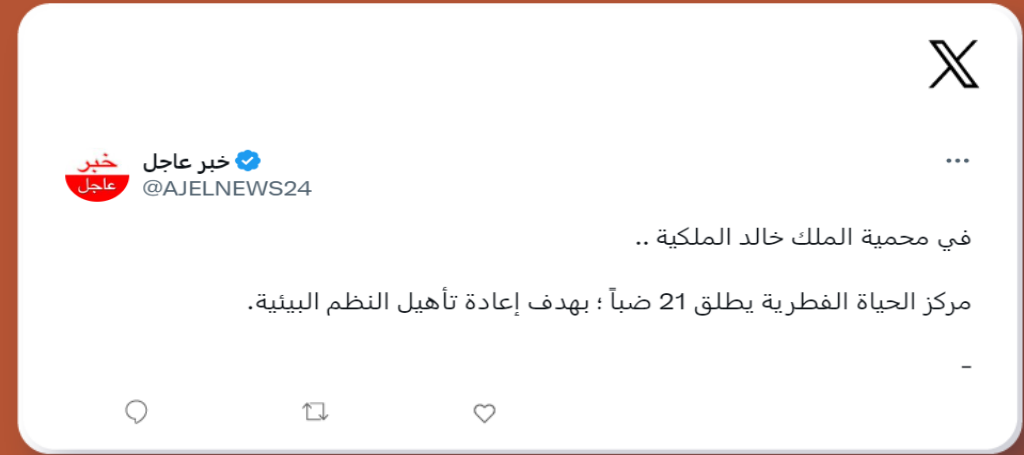 خبر عاجل
خبر
عاجل
@AJELNEWS24
في محمية الملك خالد الملكية ..
مركز الحياة الفطرية يطلق 21 ضباً ؛ بهدف إعادة تأهيل النظم البيئية.
-